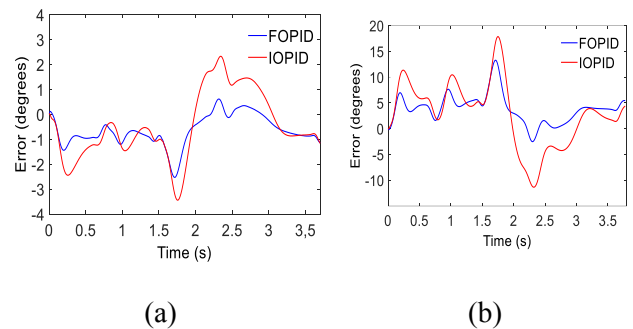 4
3
2
1
0
-1
-2
-3
-4
Error (degrees)
FOPID
IOPID
0 0.5 1 1.5 2 2.5 3 3,5
Time (s)
(a)
20
15
10
5
0
-5
-10
Error (degrees)
FOPID
IOPID
0 0.5 1 1.5 2 2.5 3 3.5
Time (s)
(b)